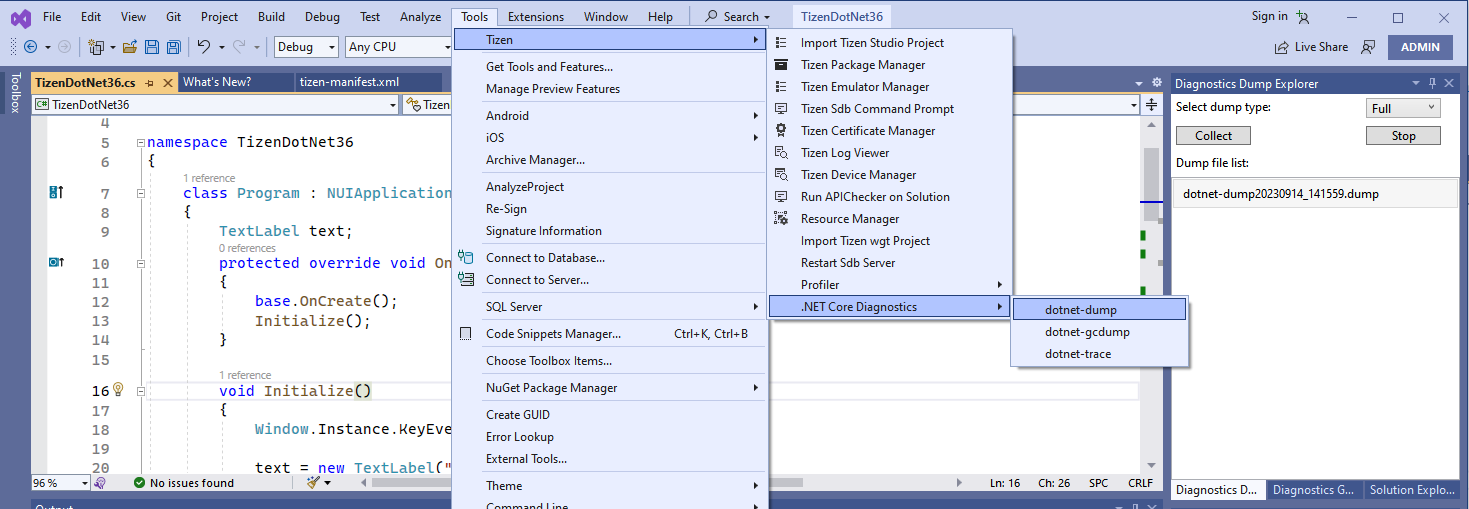 File Edit View Git Project Build Debug Test Analyze Tools Extensions Window Help Search TizenDotNet36 Sign in
Debug Any CPU Live Share ADMIN
Toolbox
TizenDotNet36.cs What's New? tizen-manifest.xml
TizenDotNet36
4
5 namespace TizenDotNet36
6 {
1 reference
7 class Program : NUIApplication
8 {
9 TextLabel text;
0 references
10 protected override void On
11 {
12 base.OnCreate();
13 Initialize();
14 }
15
1 reference
16 void Initialize()
17 {
18 Window.Instance.KeyEve
19
20 text = new TextLabel("
96 % No issues found Ln: 16 Ch: 26 SPC CRLF
Output
Tizen
Get Tools and Features...
Manage Preview Features
Android
iOS
Archive Manager...
AnalyzeProject
Re-Sign
Signature Information
Connect to Database...
Connect to Server...
SQL Server
Code Snippets Manager... Ctrl+K, Ctrl+B
Choose Toolbox Items...
NuGet Package Manager
Create GUID
Error Lookup
External Tools...
Theme
Command Line
Import Tizen Studio Project
Tizen Package Manager
Tizen Emulator Manager
Tizen Sdb Command Prompt
Tizen Certificate Manager
Tizen Log Viewer
Tizen Device Manager
Run APIChecker on Solution
Resource Manager
Import Tizen wgt Project
Restart Sdb Server
Profiler
.NET Core Diagnostics
dotnet-dump
dotnet-gcdump
dotnet-trace
Diagnostics Dump Explorer
Select dump type: Full
Collect Stop
Dump file list:
dotnet-dump20230914_141559.dump
Diagnostics D... Diagnostics G... Solution Explo...